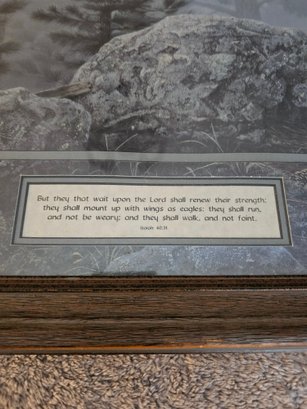 But they that wait upon the Lord shall renew their strength;
they shall mount up with wings as eagles; they shall run,
and not be weary; and they shall walk, and not faint.
Isaiah 40:31